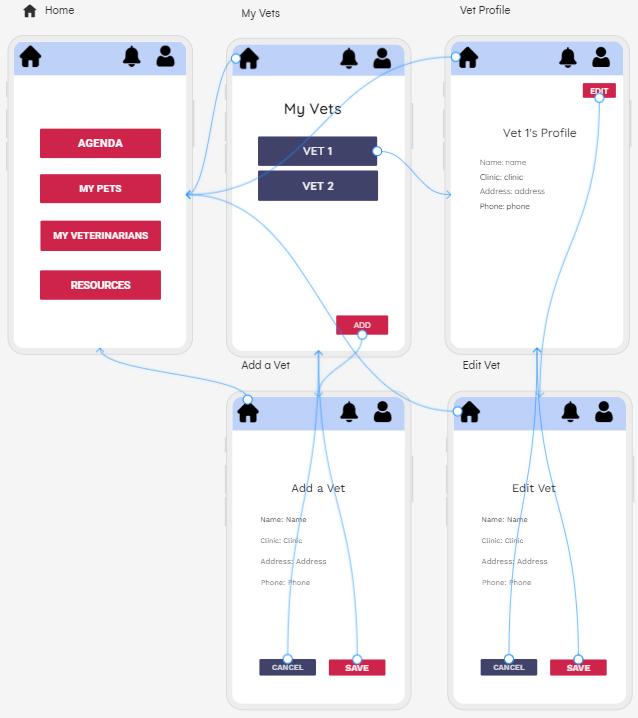 Home
My Vets
Vet Profile
AGENDA
MY PETS
MY VETERINARIANS
RESOURCES
My Vets
VET 1
VET 2
ADD
EDIT
Vet 1's Profile
Name: name
Clinic: clinic
Address: address
Phone: phone
Add a Vet
Edit Vet
Add a Vet
Name: Name
Clinic: Clinic
Address: Address
Phone: Phone
CANCEL
SAVE
Edit Vet
Name: Name
Clinic: Clinic
Address: Address
Phone: Phone
CANCEL
SAVE